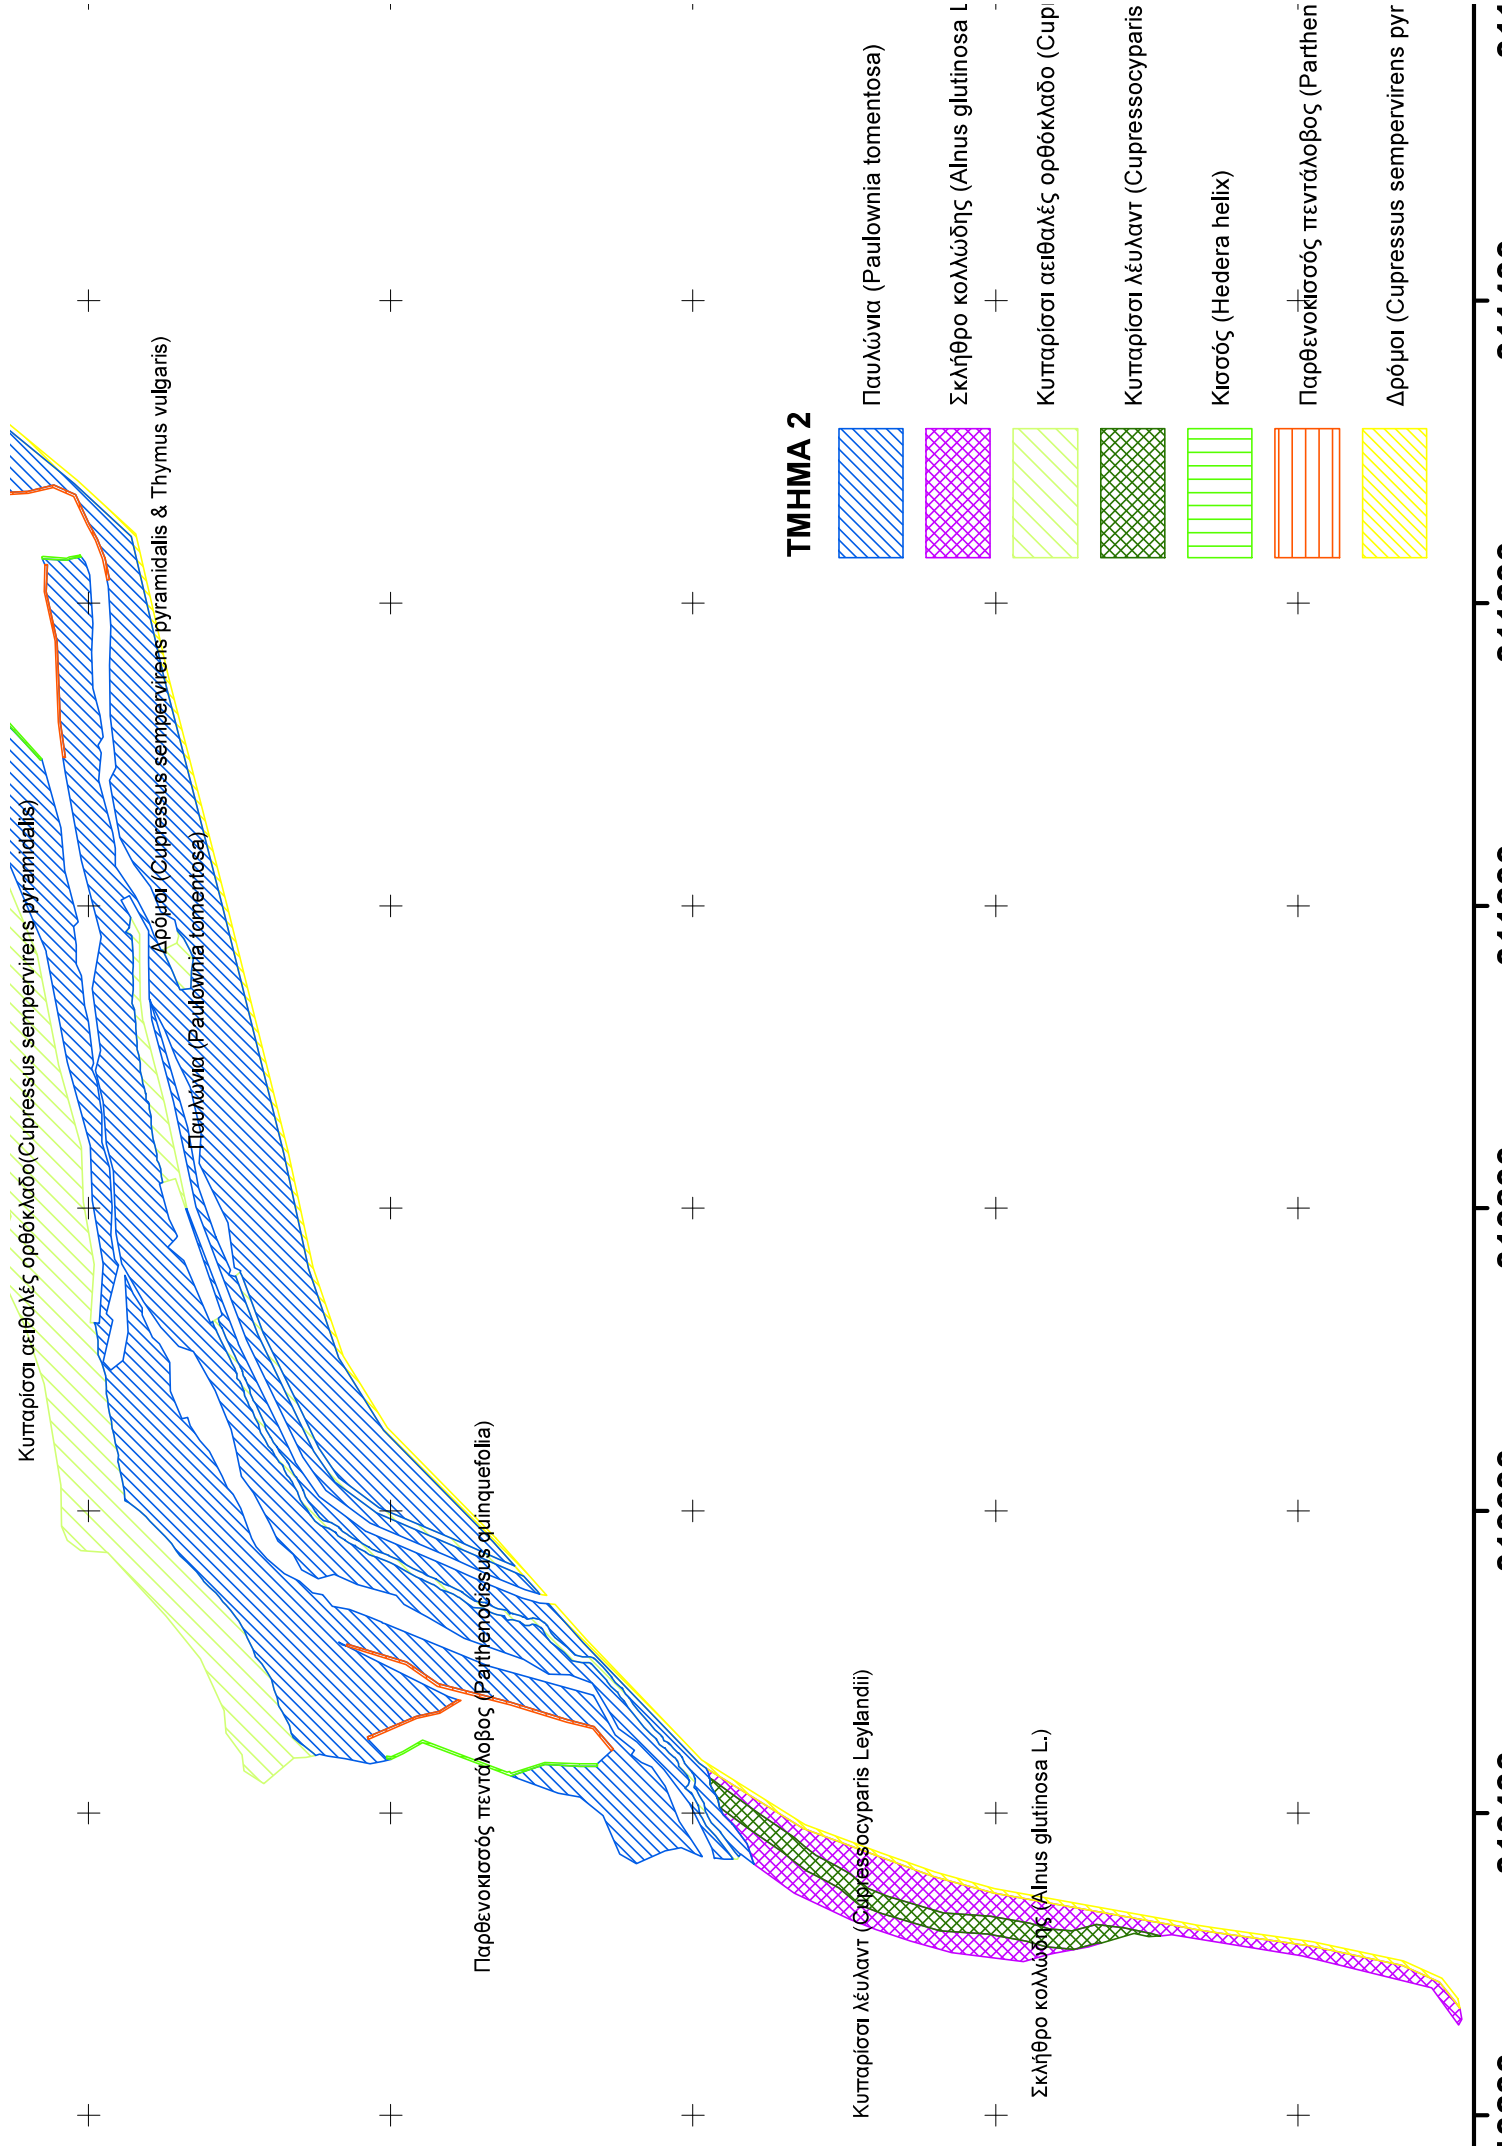 Κυπαρίσσι αειθαλές ορθόκλαδο(Cupressus sempervirens pyramidalis)
Δρόμοι (Cupressus sempervirens pyramidalis & Thymus vulgaris)
Παυλώνια (Paulownia tomentosa)
Παρθενοκισσός πεντάλοβος (Parthenocissus quinquefolia)
Κυπαρίσσι λέυλαντ (Cupressocyparis Leylandii)
Σκλήθρο κολλώδης (Alnus glutinosa L.)
ΤΜΗΜΑ 2
Παυλώνια (Paulownia tomentosa)
Σκλήθρο κολλώδης (Alnus glutinosa L
Κυπαρίσσι αειθαλές ορθόκλαδο (Cup
Κυπαρίσσι λέυλαντ (Cupressocyparis
Κισσός (Hedera helix)
Παρθενοκισσός πεντάλοβος (Parthen
Δρόμοι (Cupressus sempervirens pyr